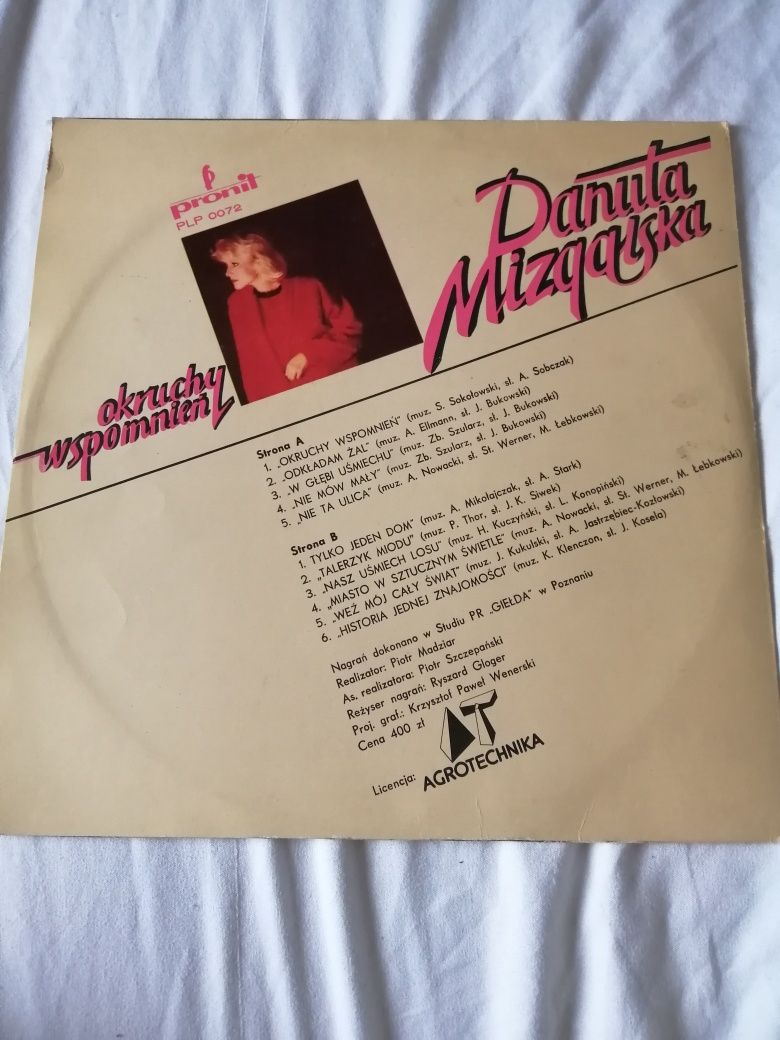 pronit
PLP 0072
Danuta
Mizgalska
okruchy
wspomnień
Strona A
1. „OKRUCHY WSPOMNIEŃ" (muz. S. Sokołowski, sł. A. Sobczak)
2. „ODKŁADAM ŻAL" (muz. A. Ellmann, sł. J. Bukowski)
3. „W GŁĘBI UŚMIECHU" (muz. Zb. Szularz, sł. J. Bukowski)
4. „NIE MÓW MAŁY" (muz. Zb. Szularz, sł. J. Bukowski)
5. „NIE TA ULICA" (muz. A. Nowacki, sł. St. Werner, M. Łebkowski)
Strona B
1. TYLKO JEDEN DOM" (muz. A. Mikołajczak, sł. A. Stark)
2. „TALERZYK MIODU" (muz. P. Thor, sł. J. K. Siwek)
3. „NASZ UŚMIECH LOSU" (muz. H. Kuczyński, sł. L. Konopiński)
4. „MIASTO W SZTUCZNYM ŚWIETLE" (muz. A. Nowacki, sł. St. Werner, M. Łebkowski)
5. „WEŹ MÓJ CAŁY ŚWIAT" (muz. J. Kukulski, sł. A. Jastrzębiec-Kozłowski)
6. „HISTORIA JEDNEJ ZNAJOMOŚCI" (muz. K. Klenczon, sł. J. Kosela)
Nagrań dokonano w Studiu PR „GIEŁDA" w Poznaniu
Realizator: Piotr Madziar
As. realizatora: Piotr Szczepański
Reżyser nagrań: Ryszard Gloger
Proj. graf.: Krzysztof Paweł Wenerski
Cena 400 zł
Licencja: AGROTECHNIKA